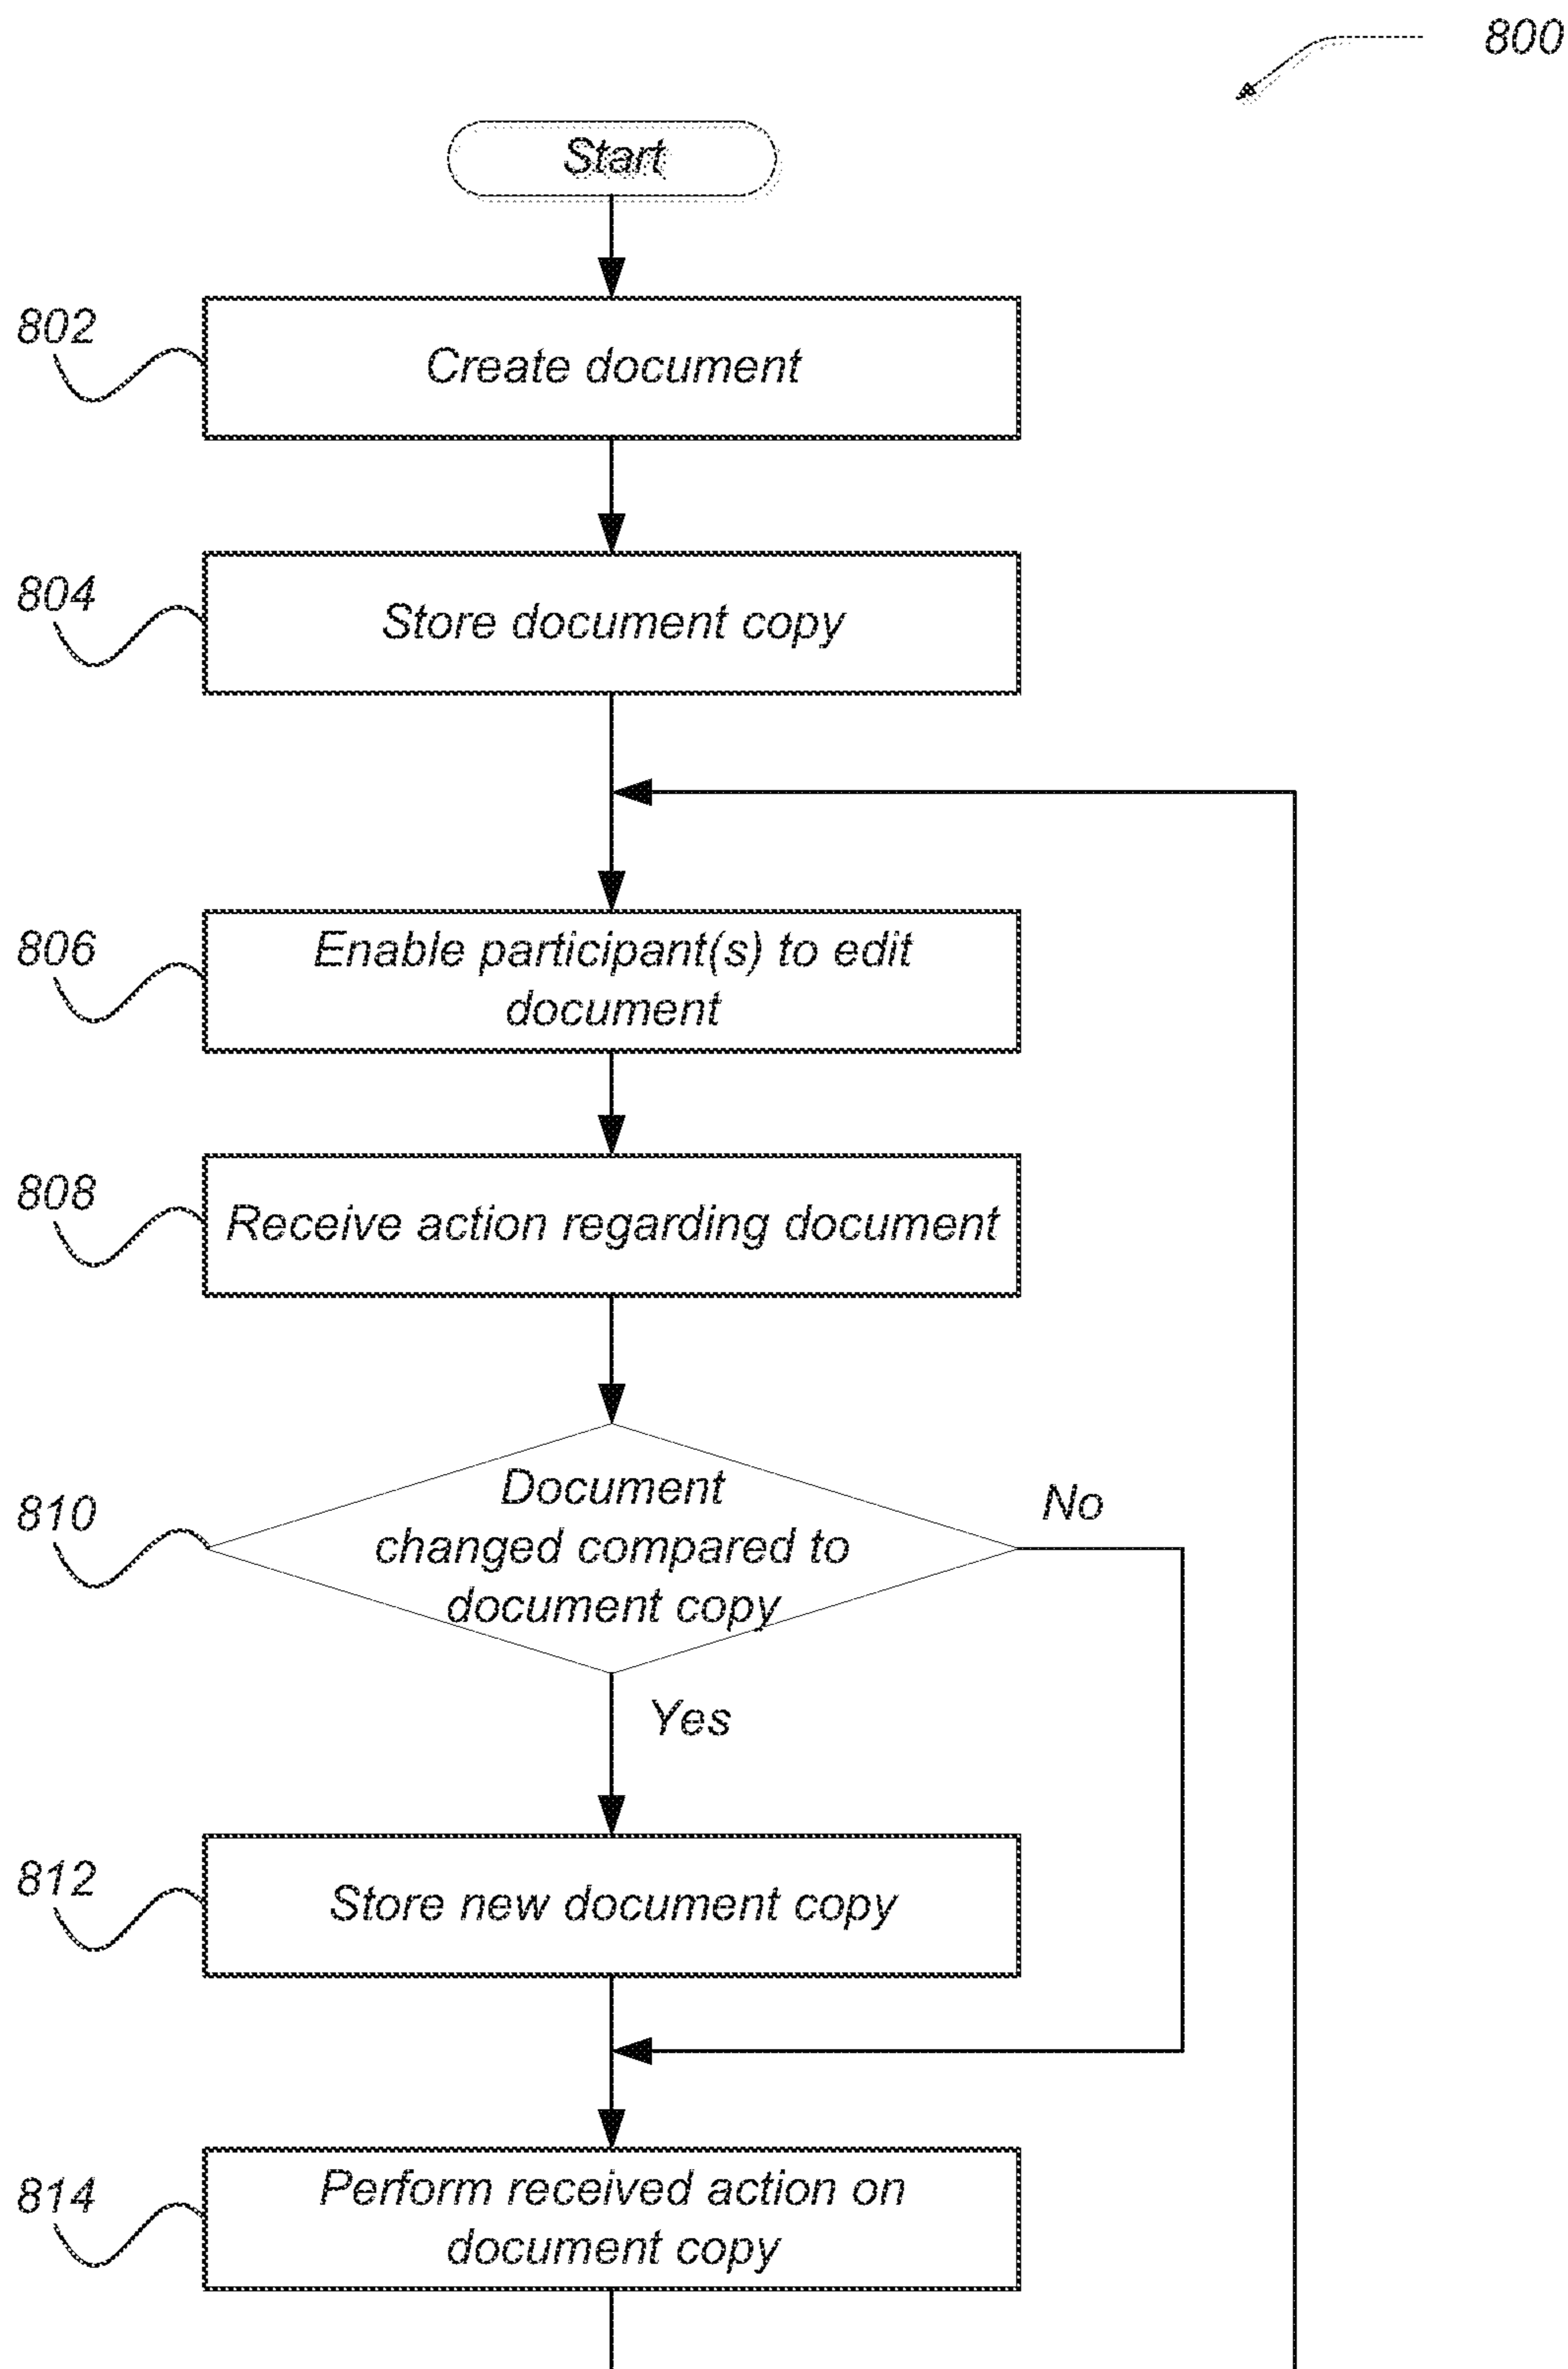 800
Start
802
Create document
804
Store document copy
806
Enable participant(s) to edit
document
808
Receive action regarding document
810
Document
changed compared to
document copy
No
Yes
812
Store new document copy
814
Perform received action on
document copy